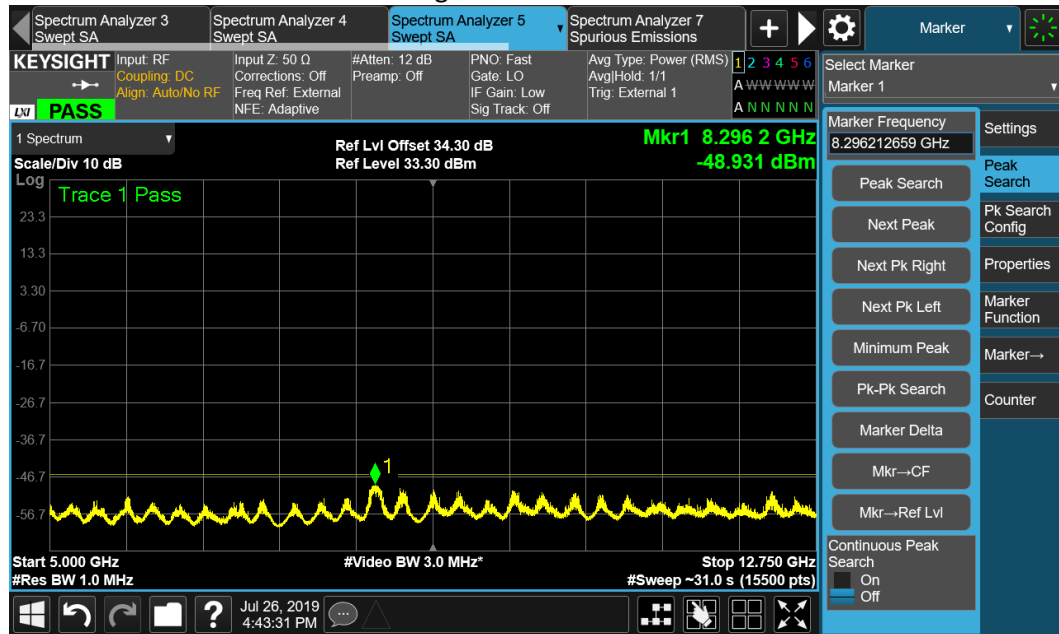 Spectrum Analyzer 3
Swept SA
Spectrum Analyzer 4
Swept SA
Spectrum Analyzer 5
Swept SA
Spectrum Analyzer 7
Spurious Emissions
+
Marker
KEYSIGHT
LXI PASS
Input: RF
Coupling: DC
Align: Auto/No RF
Input Z: 50 Ω
Corrections: Off
Freq Ref: External
NFE: Adaptive
#Atten: 12 dB
Preamp: Off
PNO: Fast
Gate: LO
IF Gain: Low
Sig Track: Off
Avg Type: Power (RMS)
Avg|Hold: 1/1
Trig: External 1
1 2 3 4 5 6
A W W W W W
A N N N N N
Select Marker
Marker 1
1 Spectrum
Scale/Div 10 dB
Log
Ref Lvl Offset 34.30 dB
Ref Level 33.30 dBm
Mkr1 8.296 2 GHz
-48.931 dBm
Trace 1 Pass
23.3
13.3
3.30
-6.70
-16.7
-26.7
-36.7
-46.7
-56.7
1
Start 5.000 GHz
#Res BW 1.0 MHz
#Video BW 3.0 MHz*
Stop 12.750 GHz
#Sweep ~31.0 s (15500 pts)
Marker Frequency
8.296212659 GHz
Peak Search
Next Peak
Next Pk Right
Next Pk Left
Minimum Peak
Pk-Pk Search
Marker Delta
Mkr→CF
Mkr→Ref Lvl
Continuous Peak
Search
On
Off
Settings
Peak
Search
Pk Search
Config
Properties
Marker
Function
Marker→
Counter
?
Jul 26, 2019
4:43:31 PM